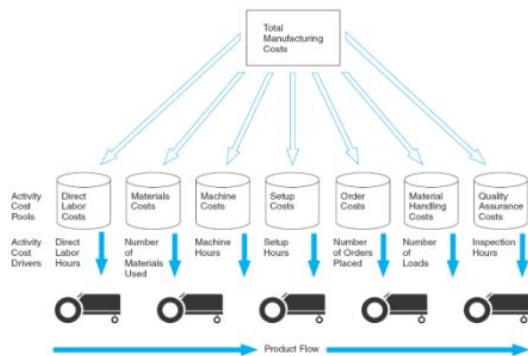 Total
Manufacturing
Costs
Activity
Cost
Pools
Direct
Labor
Costs
Materials
Costs
Machine
Costs
Setup
Costs
Order
Costs
Material
Handling
Costs
Quality
Assurance
Costs
Activity
Cost
Drivers
Direct
Labor
Hours
Number
of
Materials
Used
Machine
Hours
Setup
Hours
Number
of Orders
Placed
Number
of
Loads
Inspection
Hours
Product Flow